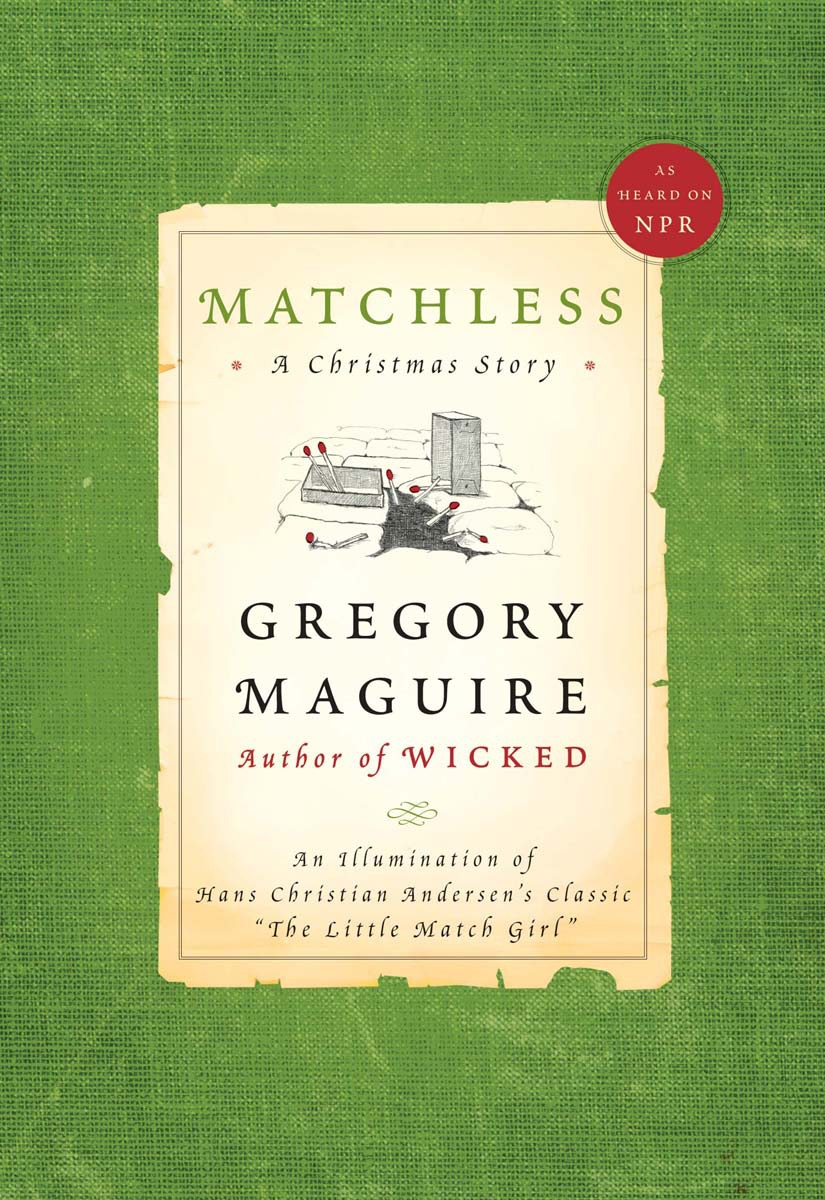 AS
HEARD ON
NPR
MATCHLESS
* A Christmas Story *
GREGORY
MAGUIRE
Author of WICKED
An Illumination of
Hans Christian Andersen's Classic
"The Little Match Girl"